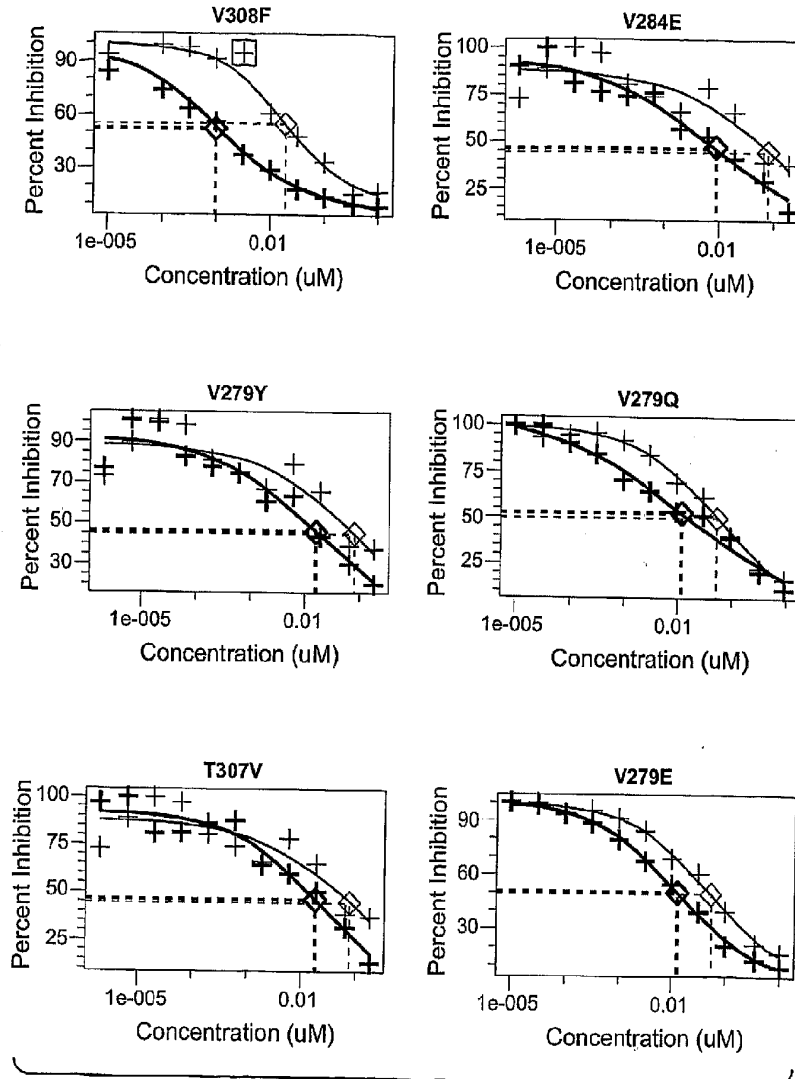 V308F
Percent Inhibition
90
60
30
1e-005
0.01
Concentration (uM)
V284E
Percent Inhibition
100
75
50
25
1e-005
0.01
Concentration (uM)
V279Y
Percent Inhibition
90
70
50
30
1e-005
0.01
Concentration (uM)
V279Q
Percent Inhibition
100
75
50
25
1e-005
0.01
Concentration (uM)
T307V
Percent Inhibition
100
75
50
25
1e-005
0.01
Concentration (uM)
V279E
Percent Inhibition
90
60
30
1e-005
0.01
Concentration (uM)